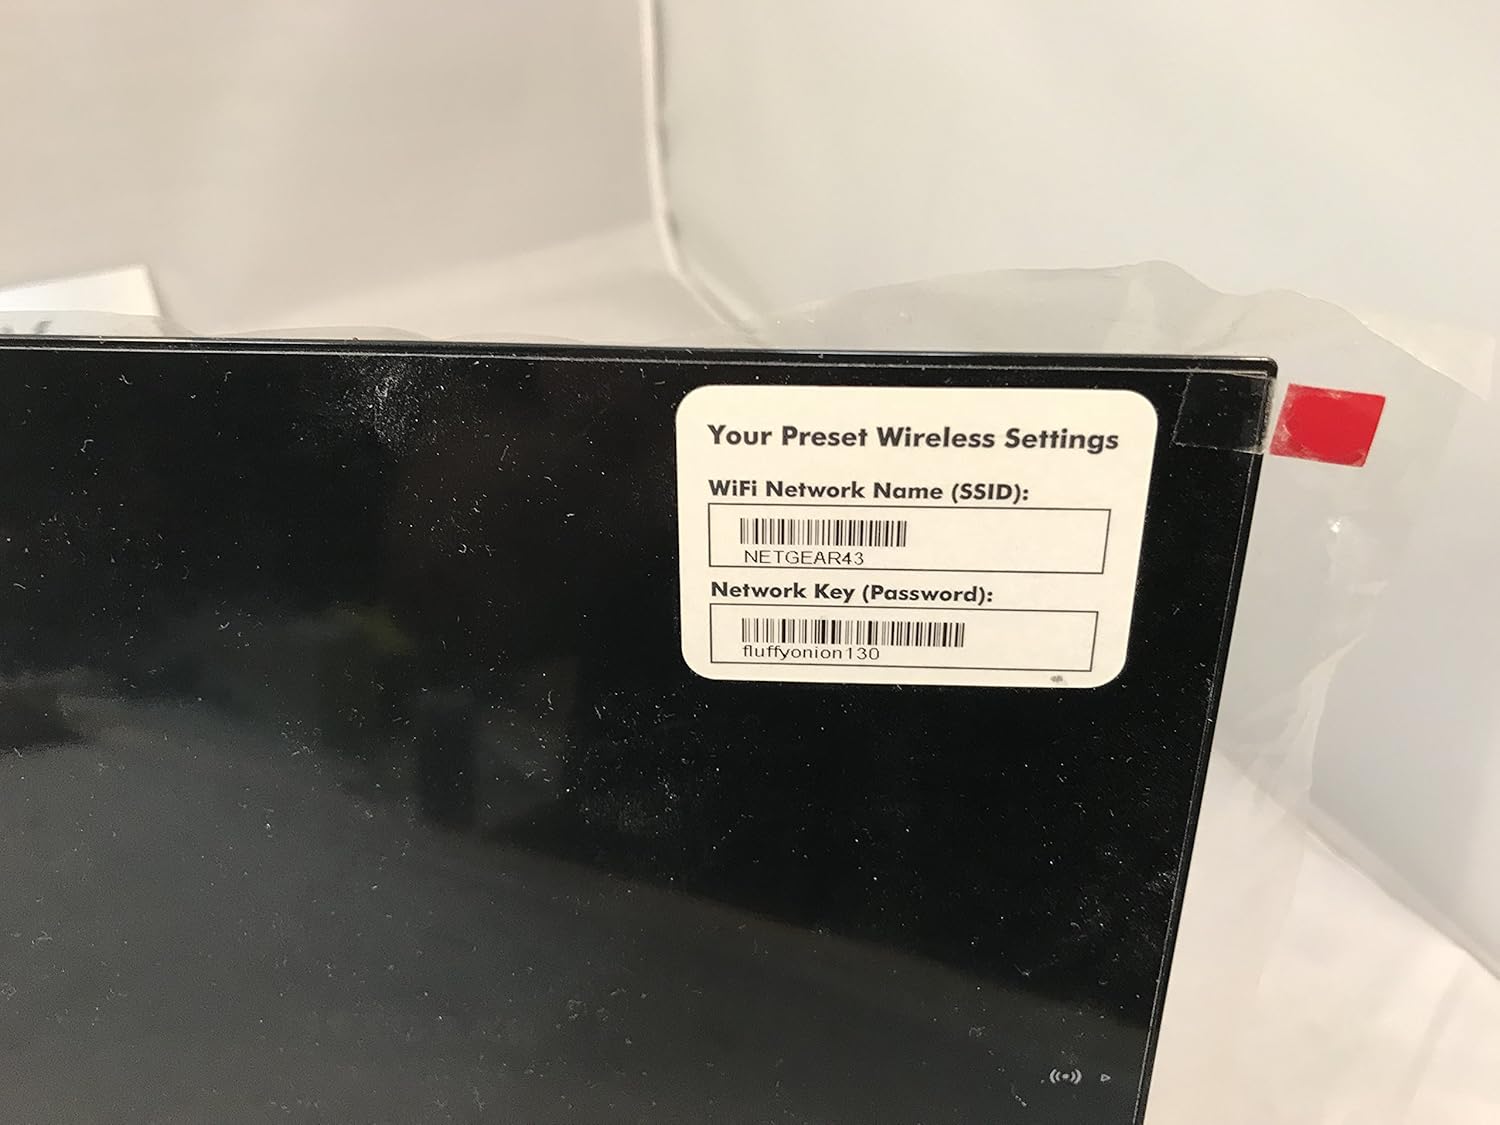 Your Preset Wireless Settings
WiFi Network Name (SSID):
NETGEAR43
Network Key (Password):
fluffyonion130